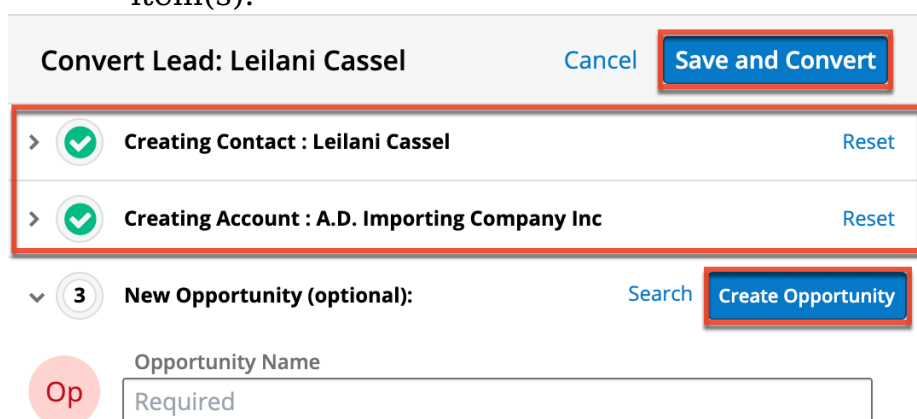 item(s).
Convert Lead: Leilani Cassel Cancel Save and Convert
Creating Contact : Leilani Cassel Reset
Creating Account : A.D. Importing Company Inc Reset
3 New Opportunity (optional): Search Create Opportunity
Opportunity Name
Op Required